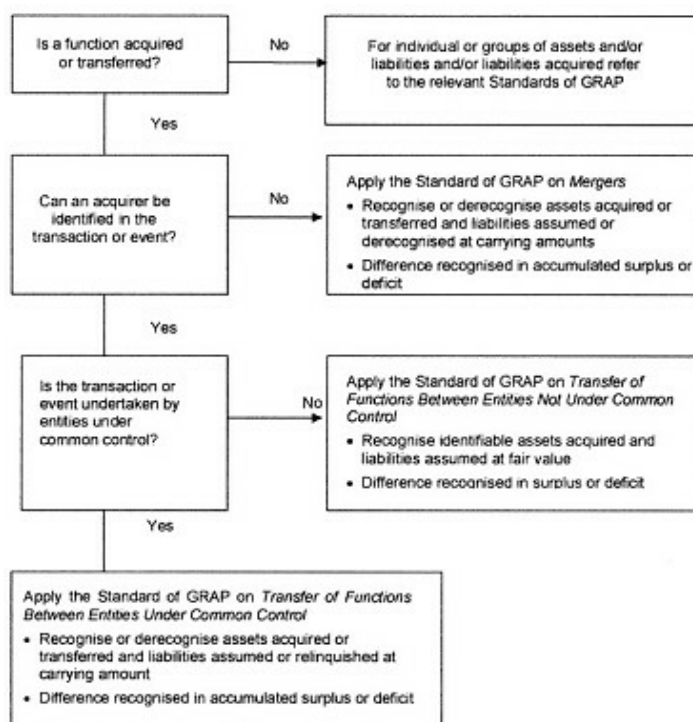 Is a function acquired
or transferred?
No
For individual or groups of assets and/or
liabilities and/or liabilities acquired refer
to the relevant Standards of GRAP
Yes
Can an acquirer be
identified in the
transaction or event?
No
Apply the Standard of GRAP on Mergers
• Recognise or derecognise assets acquired or
transferred and liabilities assumed or
derecognised at carrying amounts
• Difference recognised in accumulated surplus or
deficit
Yes
Is the transaction or
event undertaken by
entities under
common control?
No
Apply the Standard of GRAP on Transfer of
Functions Between Entities Not Under Common
Control
• Recognise identifiable assets acquired and
liabilities assumed at fair value
• Difference recognised in surplus or deficit
Yes
Apply the Standard of GRAP on Transfer of Functions
Between Entities Under Common Control
• Recognise or derecognise assets acquired or
transferred and liabilities assumed or relinquished at
carrying amount
• Difference recognised in accumulated surplus or deficit